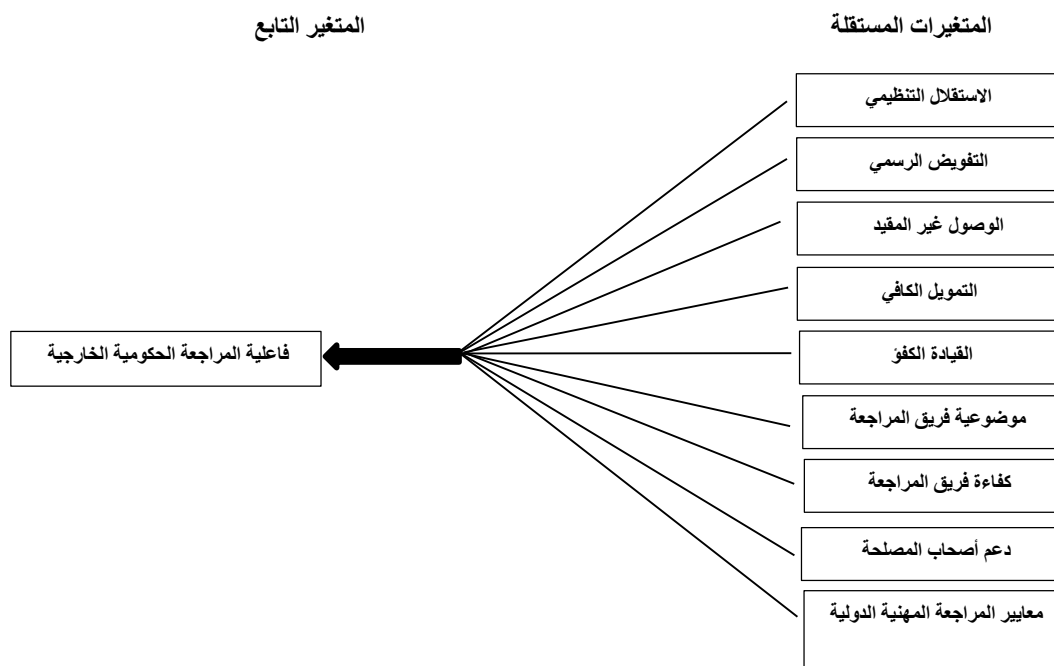 المتغيرات المستقلة
المتغير التابع
الاستقلال التنظيمي
التفويض الرسمي
الوصول غير المقيد
التمويل الكافي
القيادة الكفؤ
موضوعية فريق المراجعة
كفاءة فريق المراجعة
دعم أصحاب المصلحة
معايير المراجعة المهنية الدولية
فاعلية المراجعة الحكومية الخارجية